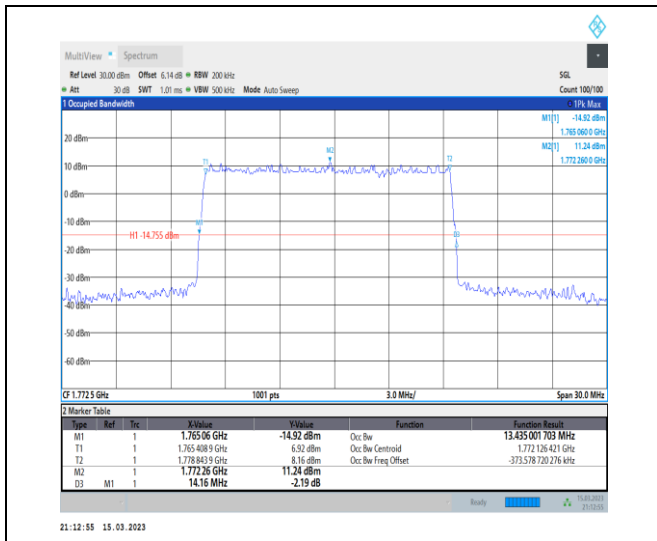 MultiView Spectrum
Ref Level 30.00 dBm Offset 6.14 dB RBW 200 kHz SGL
Att 30 dB SWT 1.01 ms VBW 500 kHz Mode Auto Sweep Count 100/100
1 Occupied Bandwidth 1Pk Max
M1[1] -14.92 dBm
1.765 060 0 GHz
20 dBm M2[1] 11.24 dBm
M2
1.772 260 0 GHz
T1 T2
10 dBm
0 dBm
-10 dBm
M1
H1 -14.755 dBm D3
-20 dBm
-30 dBm
-40 dBm
-50 dBm
-60 dBm
CF 1.772 5 GHz 1001 pts 3.0 MHz/ Span 30.0 MHz
2 Marker Table
Type Ref Trc X-Value Y-Value Function Function Result
M1 1 1.765 06 GHz -14.92 dBm Occ Bw 13.435 001 703 MHz
T1 1 1.765 408 9 GHz 6.92 dBm Occ Bw Centroid 1.772 126 421 GHz
T2 1 1.778 843 9 GHz 8.16 dBm Occ Bw Freq Offset -373.578 720 276 kHz
M2 1 1.772 26 GHz 11.24 dBm
D3 M1 1 14.16 MHz -2.19 dB
Ready 15.03.2023
21:12:55
21:12:55 15.03.2023